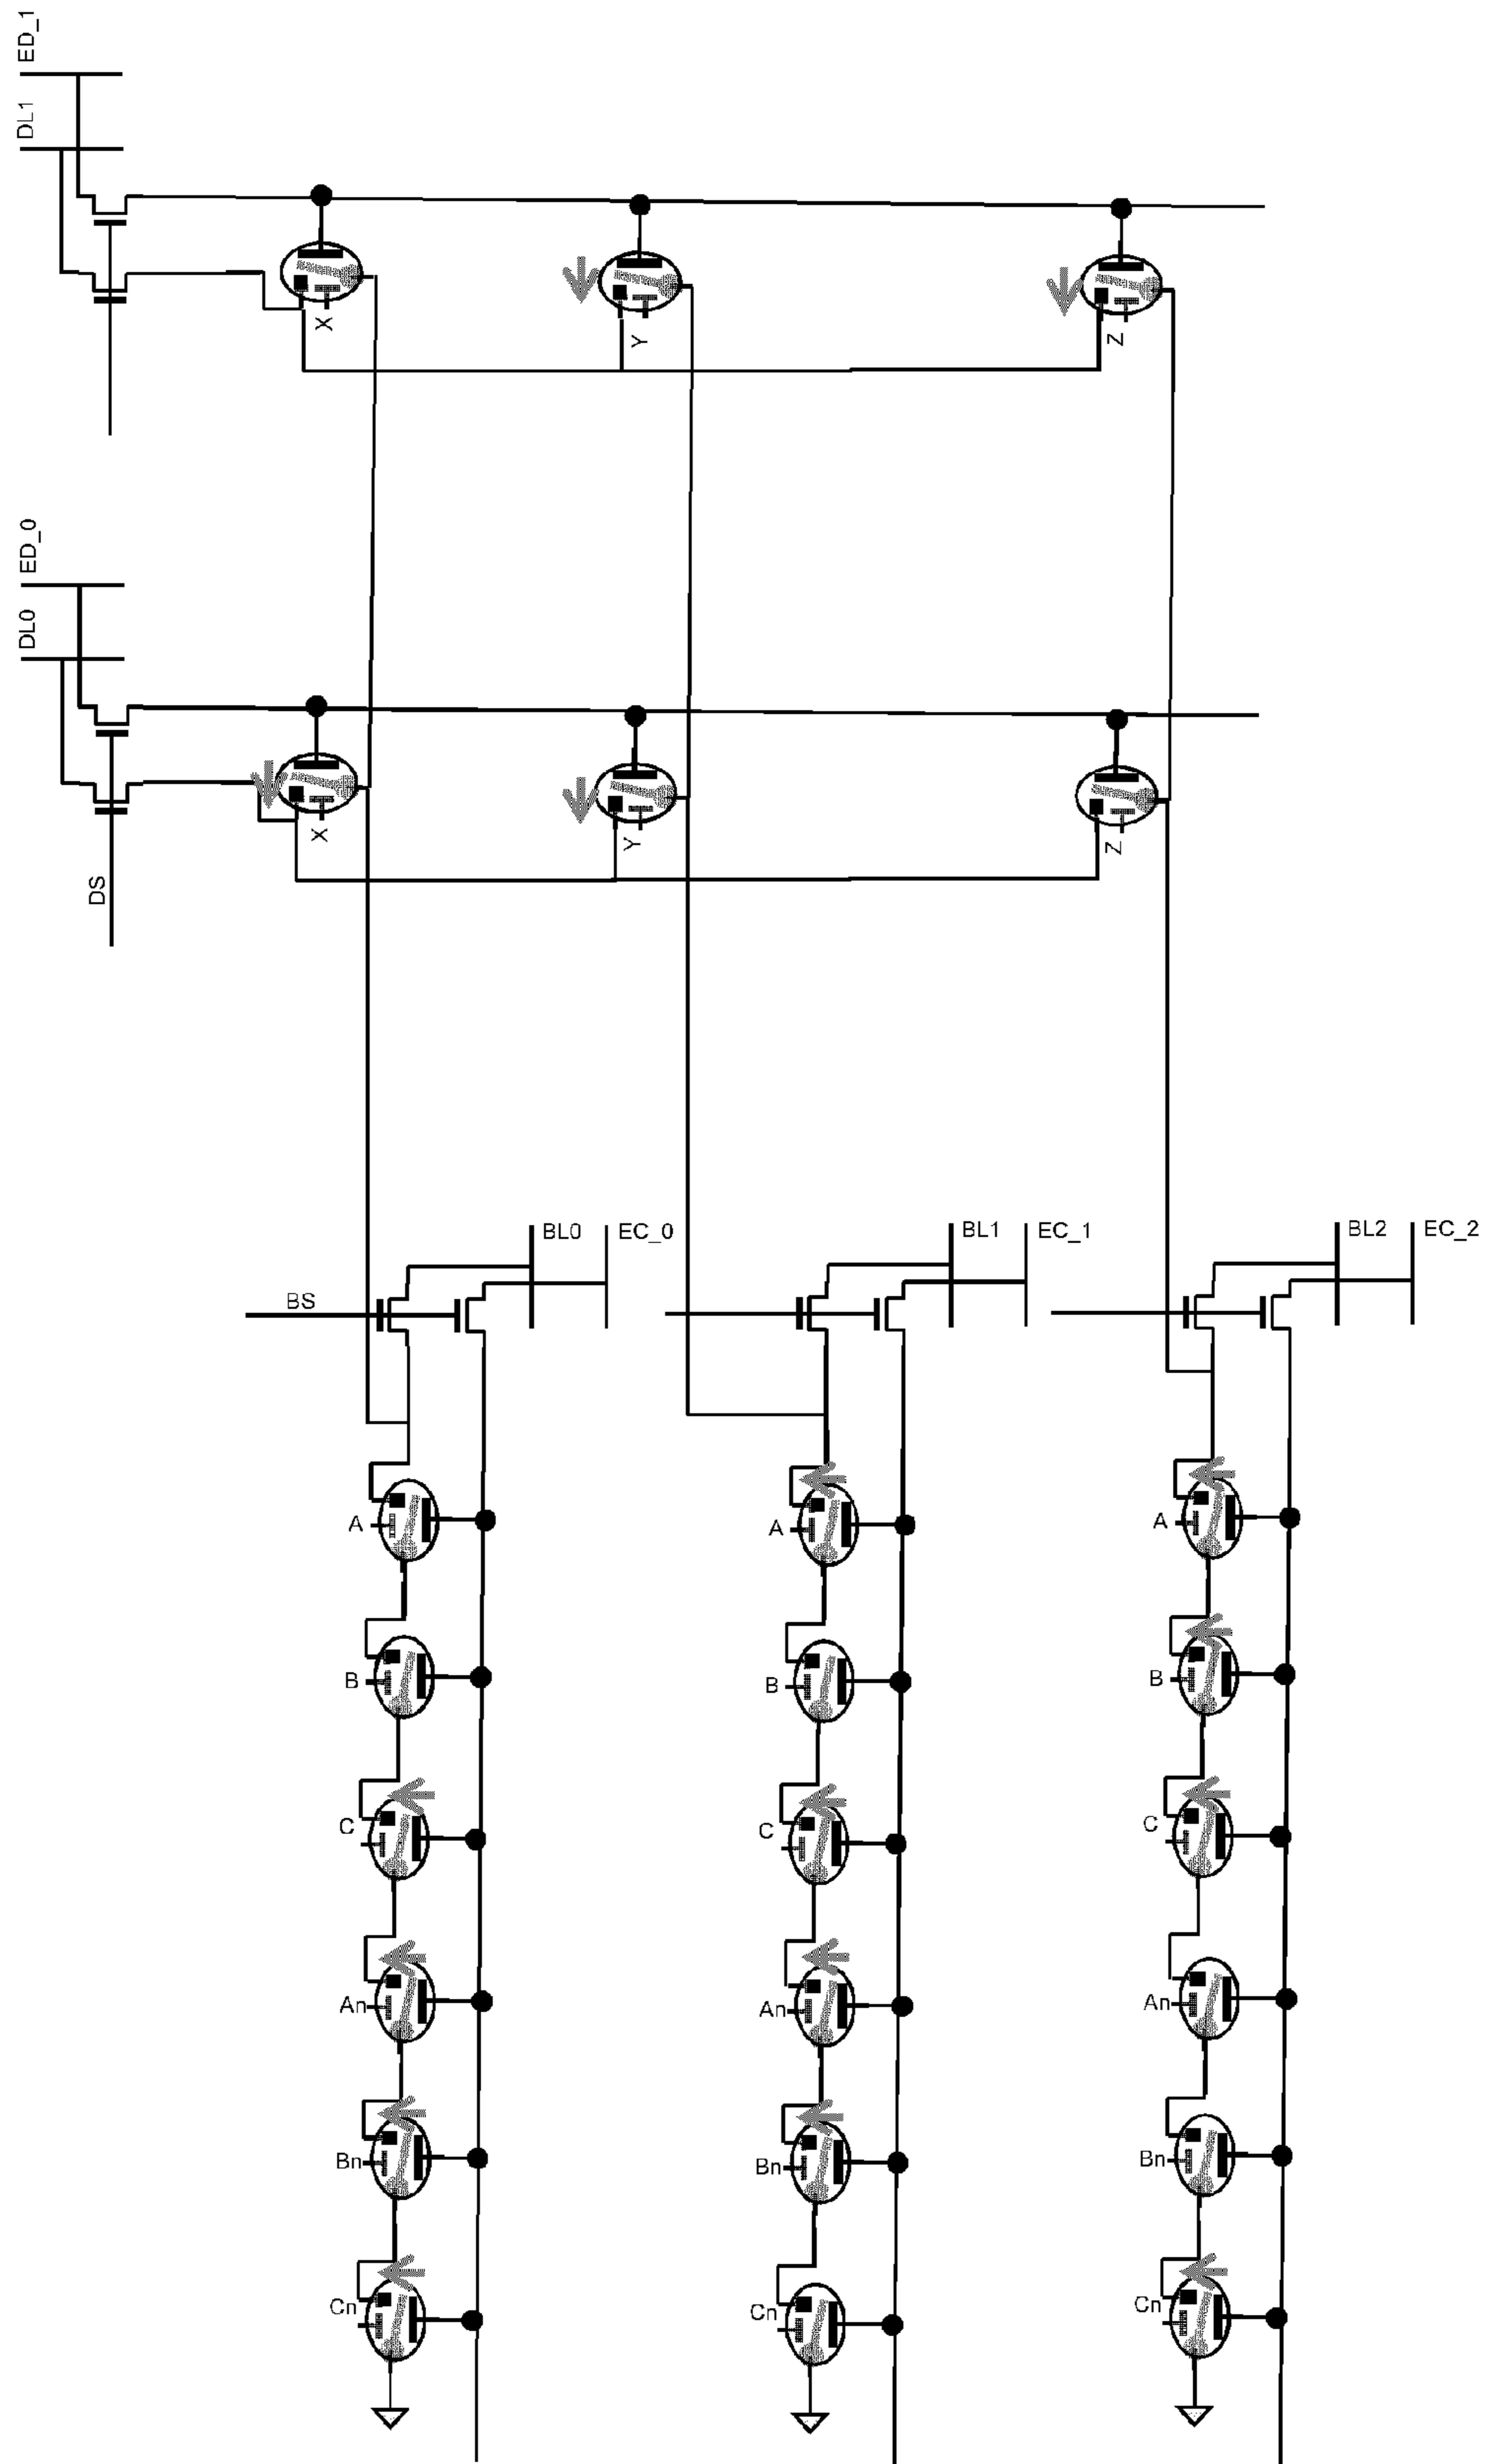 ED_1
DL1
X
Y
Z
ED_0
DL0
X
Y
Z
DS
BL0
EC_0
BL1
EC_1
BL2
EC_2
BS
A
A
A
B
B
B
C
C
C
An
An
An
Bn
Bn
Bn
Cn
Cn
Cn